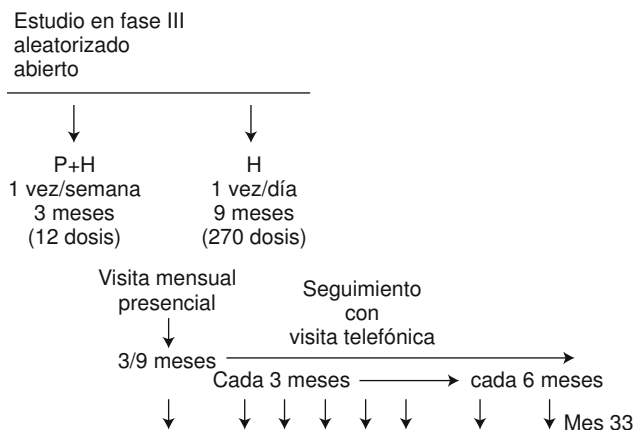 Estudio en fase III
aleatorizado
abierto
P+H
1 vez/semana
3 meses
(12 dosis)
H
1 vez/día
9 meses
(270 dosis)
Visita mensual
presencial
Seguimiento
con
visita telefónica
3/9 meses
Cada 3 meses
cada 6 meses
Mes 33